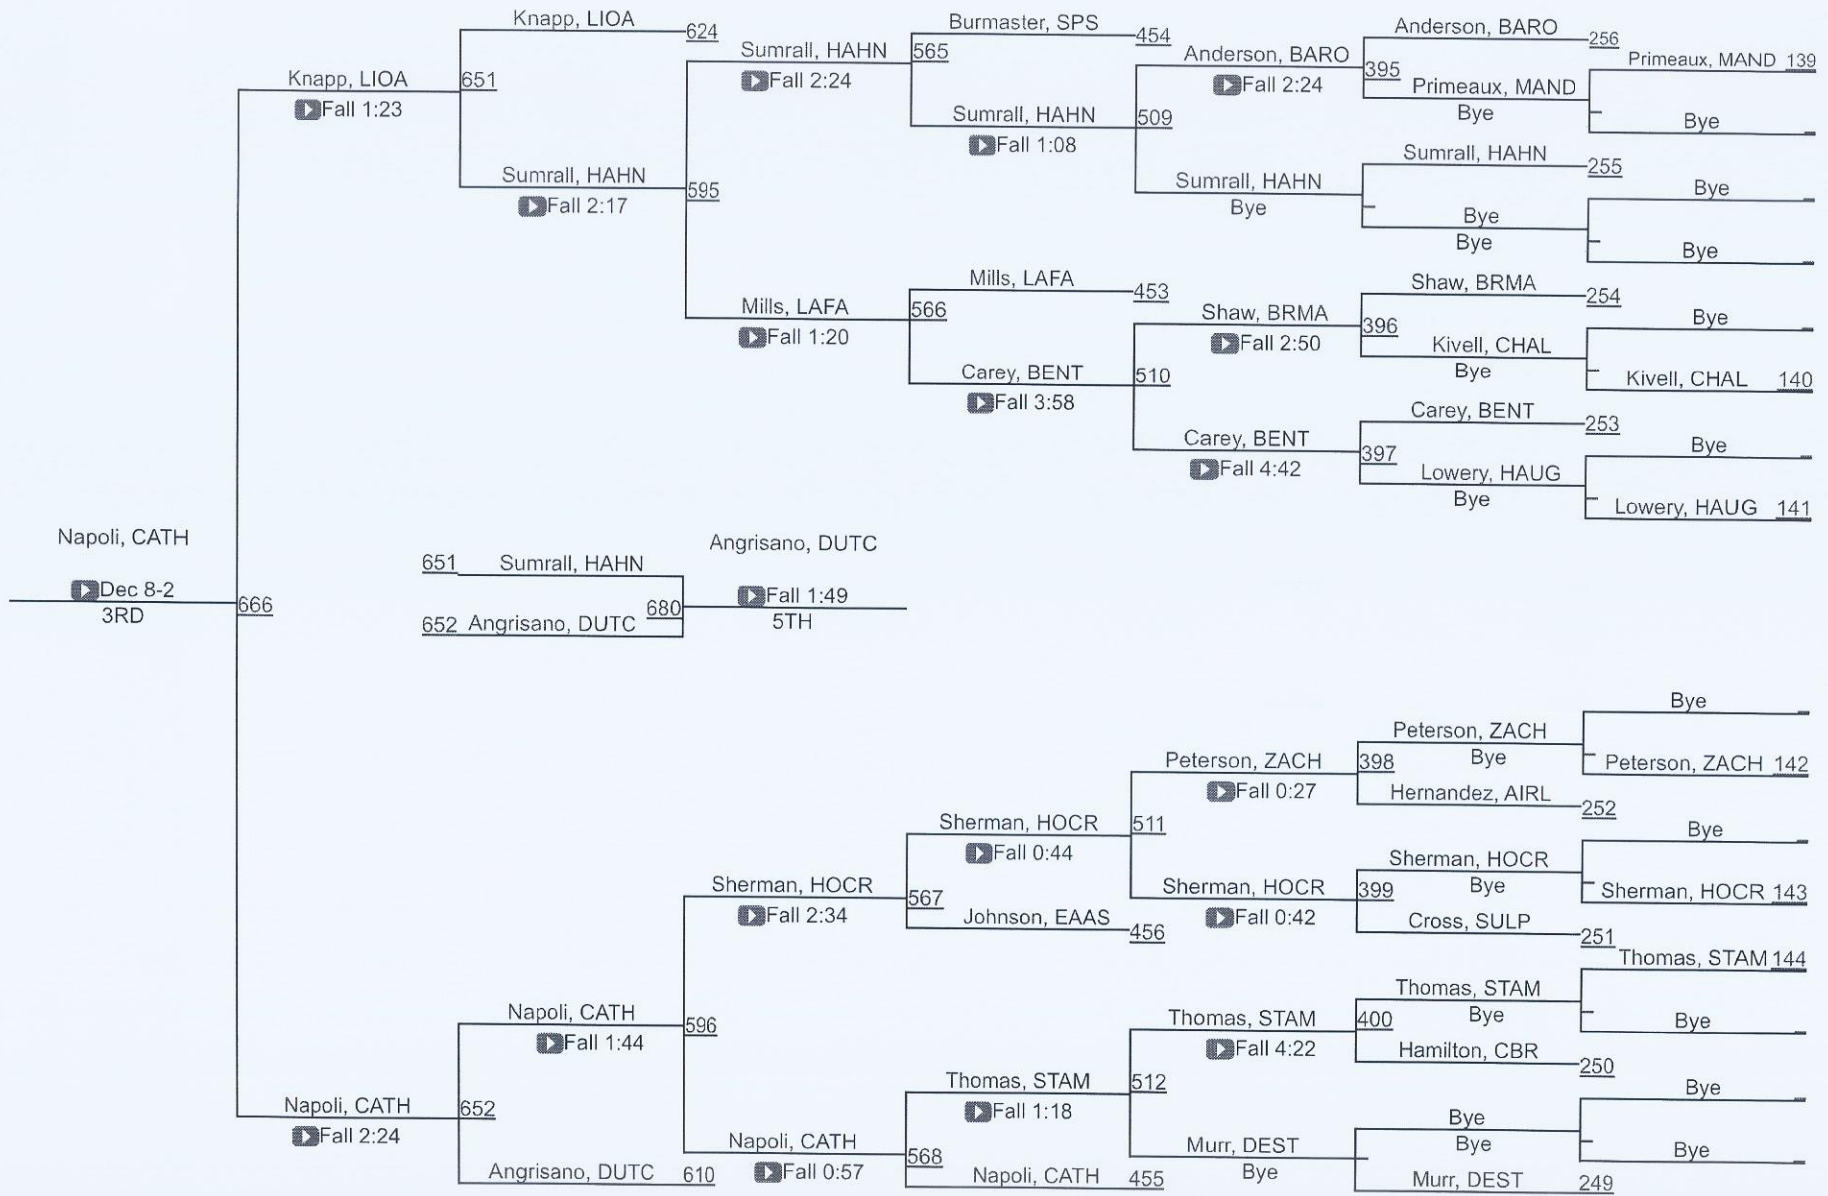 Knapp, LIOA
624
Burmaster, SPS
454
Anderson, BARO
256
Primeaux, MAND 139
Sumrall, HAHN
565
Anderson, BARO
395
Knapp, LIOA
651
Fall 2:24
Fall 2:24
Primeaux, MAND
Bye
Fall 1:23
Sumrall, HAHN
509
Bye
Fall 1:08
Sumrall, HAHN
255
Sumrall, HAHN
595
Sumrall, HAHN
Bye
Fall 2:17
Bye
Bye
Bye
Bye
Mills, LAFA
453
Shaw, BRMA
254
Mills, LAFA
566
Shaw, BRMA
396
Bye
Fall 1:20
Fall 2:50
Kivell, CHAL
Bye
Carey, BENT
510
Kivell, CHAL 140
Fall 3:58
Carey, BENT
253
Carey, BENT
397
Bye
Fall 4:42
Lowery, HAUG
Bye
Lowery, HAUG 141
Napoli, CATH
Angrisano, DUTC
651 Sumrall, HAHN
Dec 8-2
666
680
Fall 1:49
3RD
652 Angrisano, DUTC
5TH
Bye
Peterson, ZACH
Bye
Peterson, ZACH
398
Peterson, ZACH 142
Fall 0:27
Hernandez, AIRL
252
Sherman, HOCR
511
Bye
Fall 0:44
Sherman, HOCR
Bye
Sherman, HOCR
567
Sherman, HOCR
399
Sherman, HOCR 143
Fall 2:34
Johnson, EAAS
456
Fall 0:42
Cross, SULP
251
Thomas, STAM 144
Napoli, CATH
596
Thomas, STAM
Bye
Fall 1:44
Thomas, STAM
400
Bye
Fall 4:22
Hamilton, CBR
250
Thomas, STAM
512
Bye
Napoli, CATH
652
Fall 1:18
Bye
Bye
Fall 2:24
Napoli, CATH
568
Murr, DEST
Bye
Bye
Angrisano, DUTC 610
Fall 0:57
Napoli, CATH 455
Murr, DEST 249